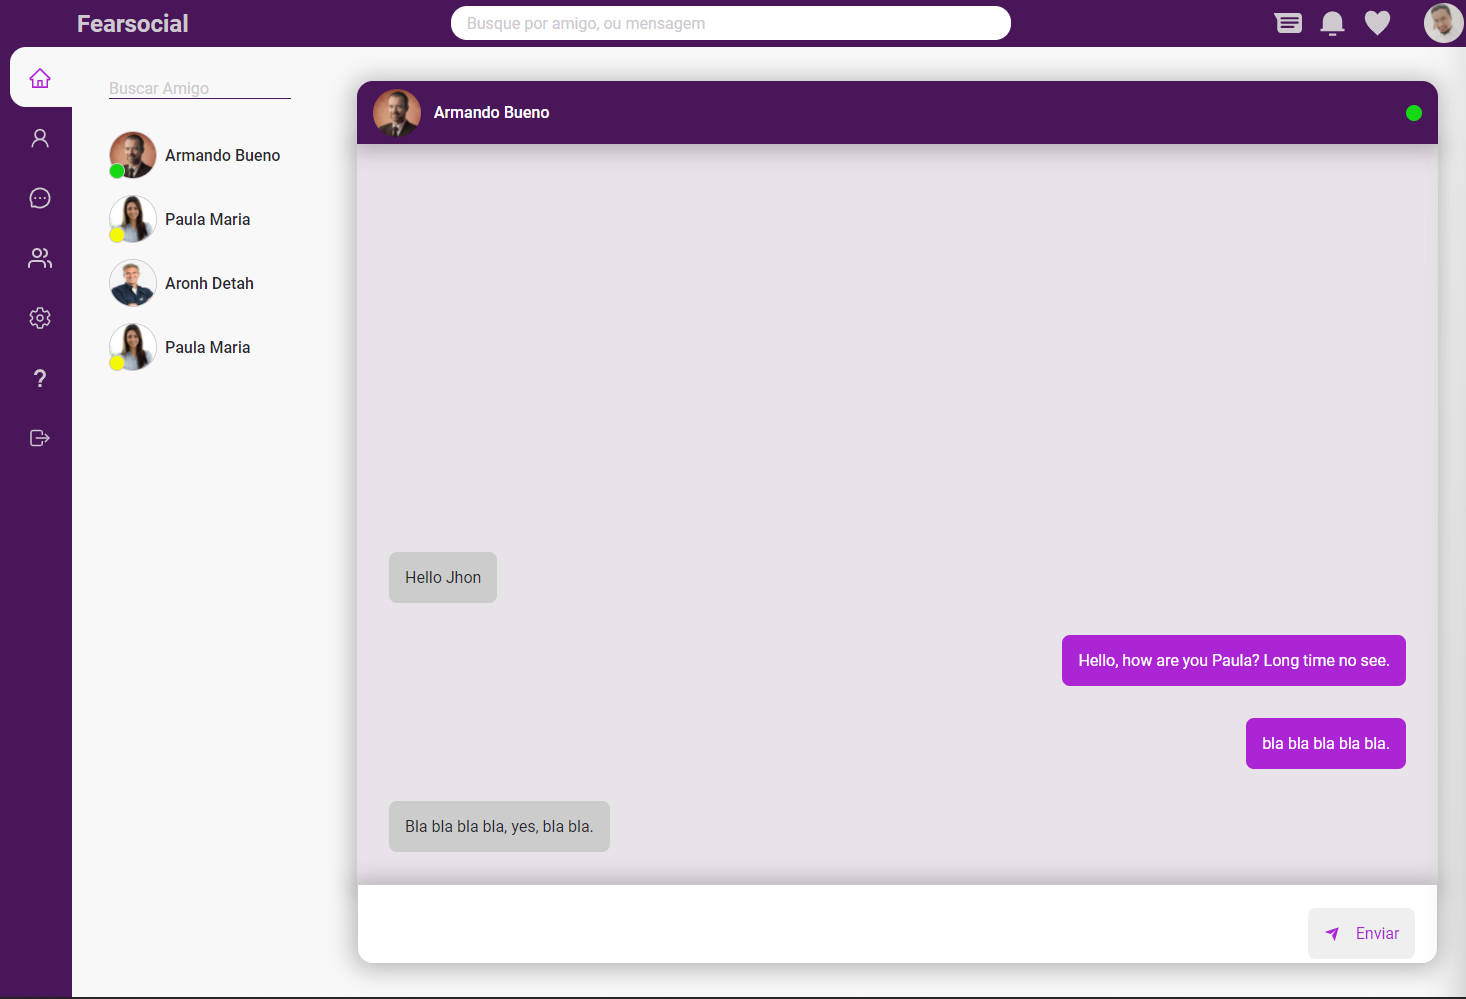 Fearsocial
Busque por amigo, ou mensagem
Buscar Amigo
Armando Bueno
Paula Maria
Aronh Detah
Paula Maria
?
Armando Bueno
Hello Jhon
Hello, how are you Paula? Long time no see.
bla bla bla bla bla.
Bla bla bla bla, yes, bla bla.
Enviar